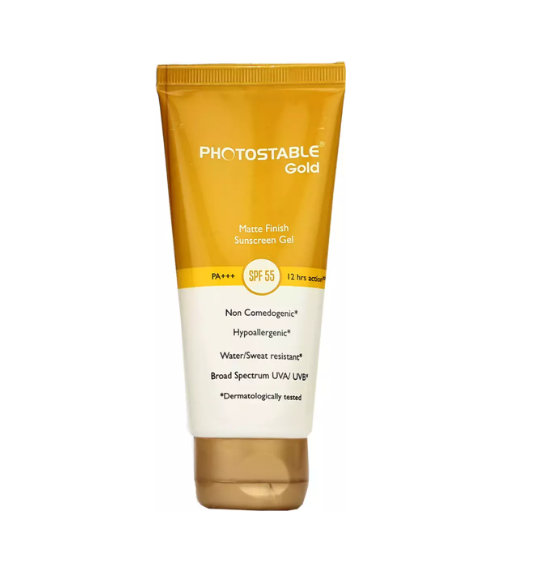 PHOTOSTABLE®
Gold
Matte Finish
Sunscreen Gel
PA+++ SPF 55 12 hrs action*
Non Comedogenic*
Hypoallergenic*
Water/Sweat resistant*
Broad Spectrum UVA/ UVB*
*Dermatologically tested